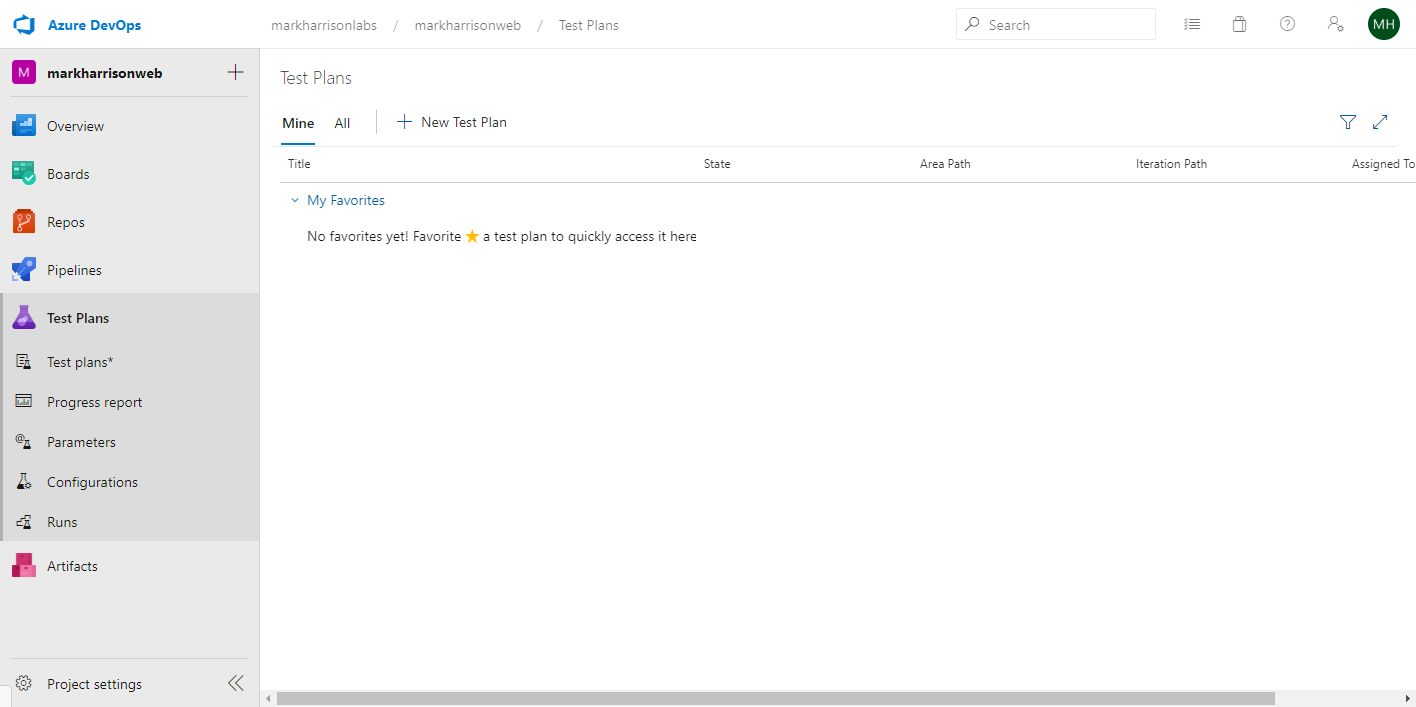 Azure DevOps
markharrisonlabs / markharrisonweb / Test Plans
Search
MH
M markharrisonweb
Overview
Boards
Repos
Pipelines
Test Plans
Test plans*
Progress report
Parameters
Configurations
Runs
Artifacts
Project settings
Test Plans
Mine All New Test Plan
Title State Area Path Iteration Path Assigned To
My Favorites
No favorites yet! Favorite ★ a test plan to quickly access it here